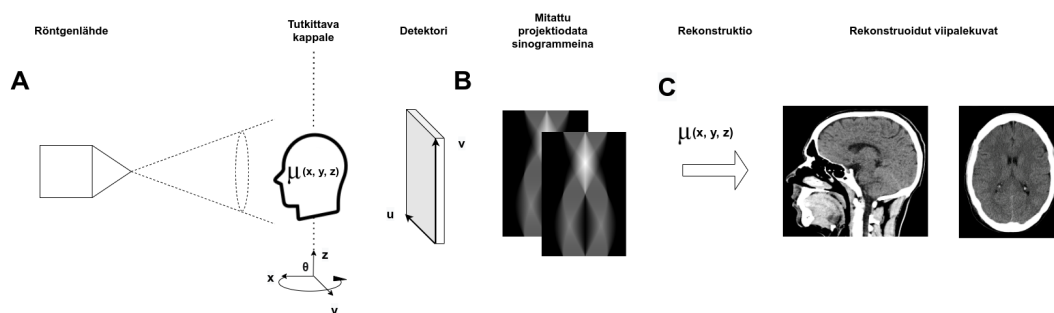 Röntgenlähde
Tutkittava
kappale
Detektori
Mitattu
projektiodata
sinogrammeina
Rekonstruktio
Rekonstruoidut viipalekuvat
A
B
C
μ(x, y, z)
v
u
z
θ
x
y
μ(x, y, z)